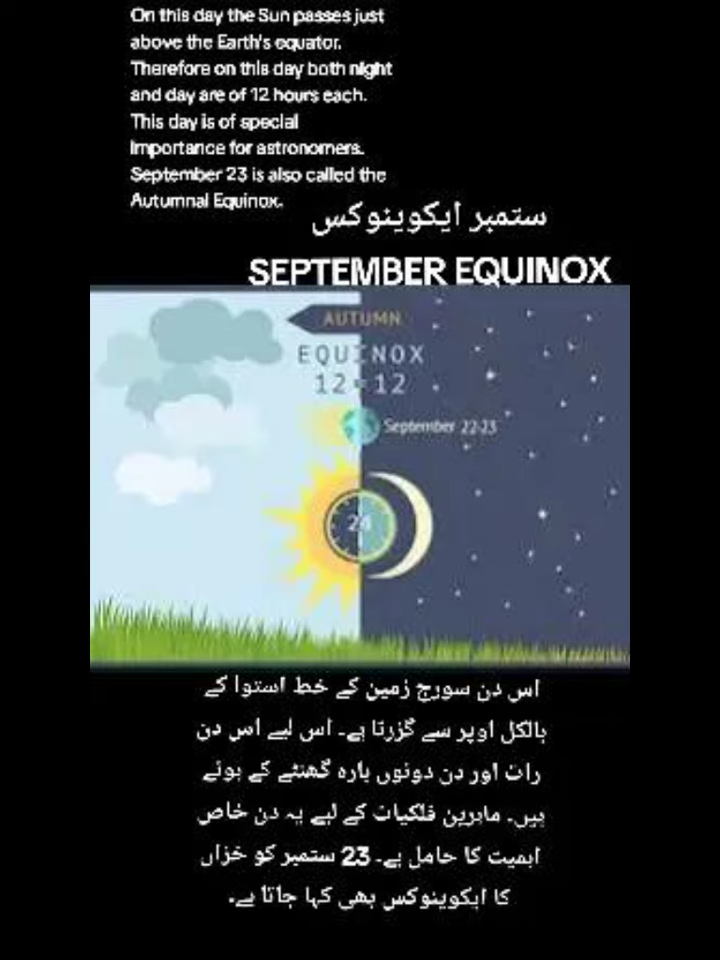 On this day the Sun passes just
above the Earth's equator.
Therefore on this day both night
and day are of 12 hours each.
This day is of special
importance for astronomers.
September 23 is also called the
Autumnal Equinox.
ستمبر ایکوینوکس
SEPTEMBER EQUINOX
AUTUMN
EQUINOX
12=12
September 22-23
24
اس دن سورج زمین کے خط استوا کے
بالکل اوپر سے گزرتا ہے۔ اس لیے اس دن
رات اور دن دونوں بارہ گھنٹے کے ہوتے
ہیں۔ ماہرین فلکیات کے لیے یہ دن خاص
اہمیت کا حامل ہے۔ 23 ستمبر کو خزاں
کا ایکوینوکس بھی کہا جاتا ہے۔